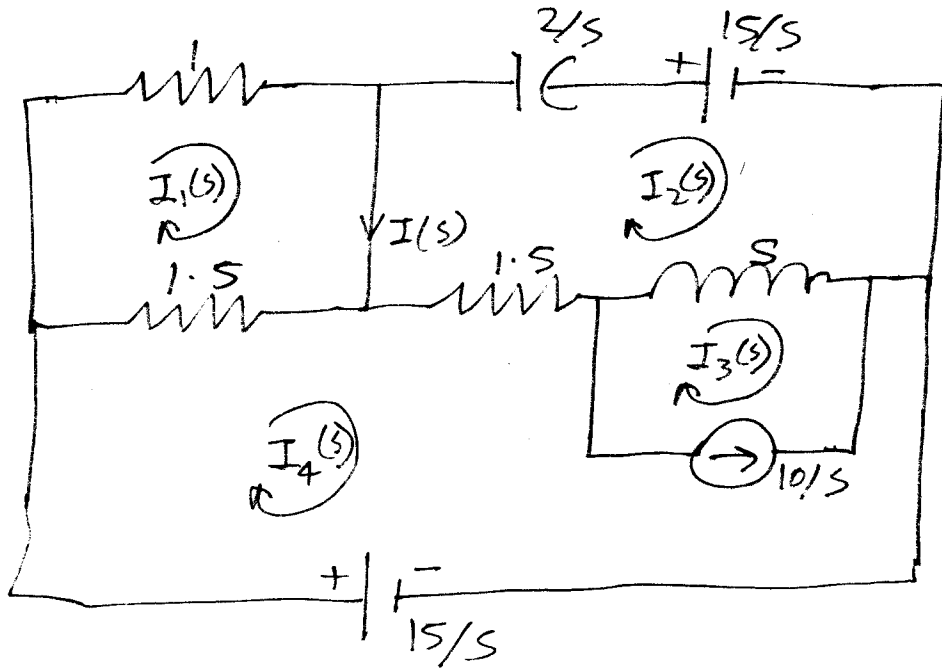 1
2/s
+ 15/s -
I₁(s)
I₂(s)
I(s)
1.5
1.5
s
I₃(s)
I₄(s)
10/s
+ -
15/s